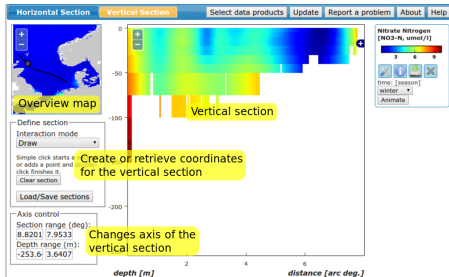 Horizontal Section
Vertical Section
Select data products
Update
Report a problem
About
Help
+
-
Overview map
Define section
Interaction mode
Draw
Simple click starts a
or adds a point and
click finishes it.
Clear section
Load/Save sections
Axis control
Section range (deg):
8.8201 7.9533
Depth range (m):
-253.6 3.6407
+
-
0
-50
-100
-200
Vertical section
Create or retrieve coordinates
for the vertical section
Changes axis of the
vertical section
2
4
6
depth [m]
distance [arc deg.]
Nitrate Nitrogen
[NO3-N, umol/l]
3 6 9
time: [season]
winter
Animate